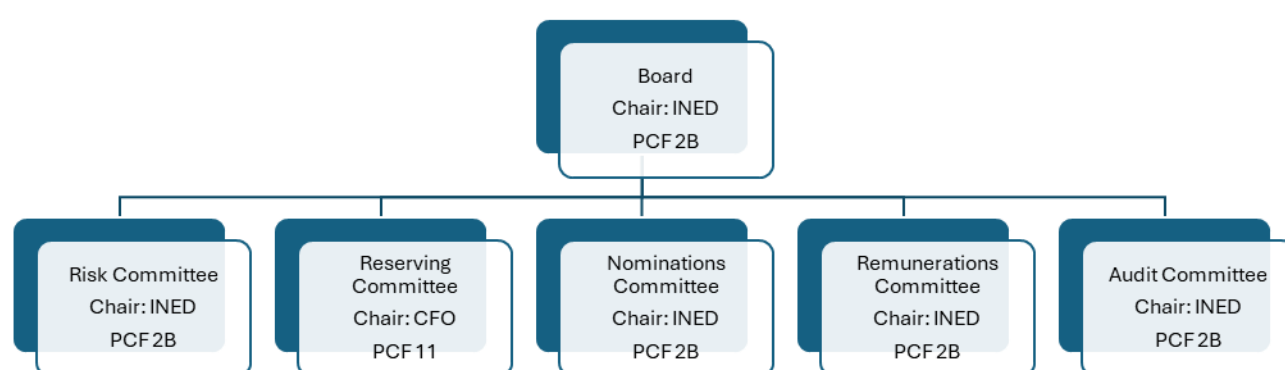 Board
Chair: INED
PCF 2B
Risk Committee
Chair: INED
PCF 2B
Reserving
Committee
Chair: CFO
PCF 11
Nominations
Committee
Chair: INED
PCF 2B
Remunerations
Committee
Chair: INED
PCF 2B
Audit Committee
Chair: INED
PCF 2B